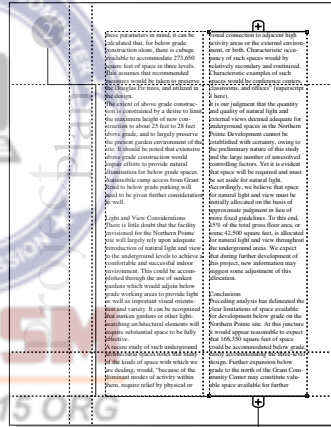 these parameters in mind, it can be
calculated that, for below grade
construction alone, there is cubage
available to accommodate 273,650
square feet of space in three levels.
This assumes that recommended
measures would be taken to preserve
the Douglas Fir trees, and utilized in
the design.
The extent of above grade construc-
tion is constrained by a desire to limit
the maximum height of new con-
struction to about 25 feet to 28 feet
above grade, and to largely preserve
the present garden environment of the
site. It should be noted that extensive
above grade construction would
impair efforts to provide natural
illumination for below grade spaces.
Automobile ramp access from Grant
Road to below grade parking will
need to be given further consideration
as well.
Light and View Considerations
There is little doubt that the facility
provisioned for the Northern Pointe
site will largely rely upon adequate
introduction of natural light and view
to the underground levels to achieve a
comfortable and successful indoor
environment. This could be accom-
plished through the use of sunken
gardens which would adjoin below
grade working areas to provide light
as well as important visual orienta-
tion and variety. It can be recognized
that sunken gardens or other light-
searching architectural elements will
require substantial space to be fully
effective.
A recent study of such underground
of the kinds of space with which we
are dealing, would, "because of the
dominant modes of activity within
them, require relief by physical or
visual connection to adjacent high
activity areas or the external environ-
ment, or both. Characteristic occu-
pancy of such spaces would by
relatively secondary and routinized.
Characteristic examples of such
spaces would be conference centers,
classrooms, and offices" (superscript
x here).
It is our judgment that the quantity
and quality of natural light and
external views deemed adequate for
underground spaces in the Northern
Pointe Development cannot be
established with certainty, owing to
the preliminary nature of this study
and the large number of unresolved
controlling factors. Yet it is evident
that space will be required and must
be set aside for natural light.
Accordingly, we believe that space
for natural light and view must be
initially allocated on the basis of
approximate judgment in lieu of
more fixed guidelines. To this end,
25% of the total gross floor area, or
some 42,500 square feet, is allocated
for natural light and view throughout
the underground areas. We expect
that during further development of
this project, new information may
suggest some adjustment of this
allocation.
Conclusions
Preceding analysis has delineated the
clear limitations of space available
for development below grade on the
Northern Pointe site. At this juncture
it would appear reasonable to expect
that 166,350 square feet of space
could be accommodated below grade,
design. Further expansion below
grade to the north of the Grant Com-
munity Center may constitute valu-
able space available for further
SM
15 ORG